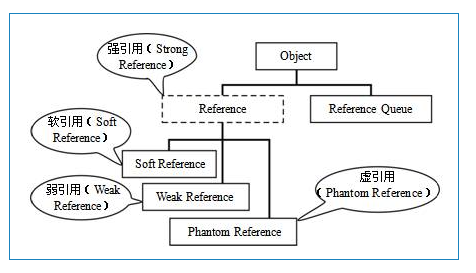 强引用（Strong
Reference）
Object
Reference
Reference Queue
软引用（Soft
Reference）
Soft Reference
弱引用（Weak
Reference）
Weak Reference
虚引用
（Phantom Reference）
Phantom Reference